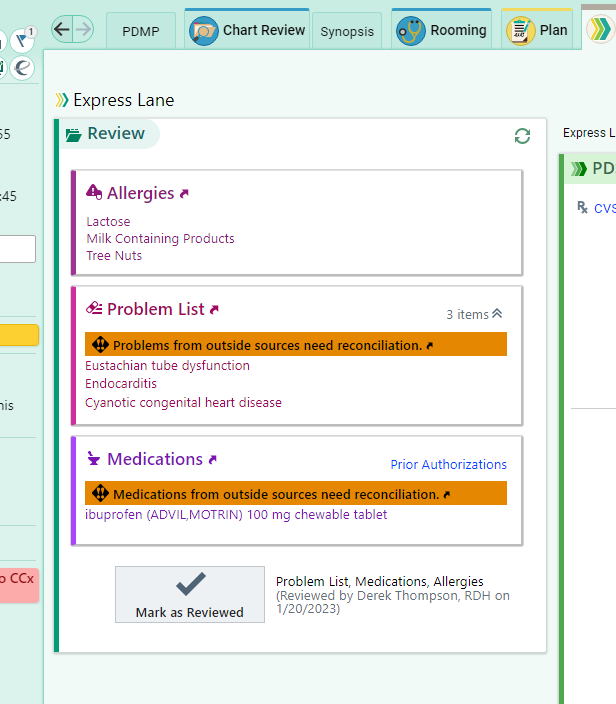 1
PDMP
Chart Review
Synopsis
Rooming
Plan
55
:45
his
o CCx
Express Lane
Review
Allergies
Lactose
Milk Containing Products
Tree Nuts
Problem List
3 items
Problems from outside sources need reconciliation.
Eustachian tube dysfunction
Endocarditis
Cyanotic congenital heart disease
Medications
Prior Authorizations
Medications from outside sources need reconciliation.
ibuprofen (ADVIL,MOTRIN) 100 mg chewable tablet
Mark as Reviewed
Problem List, Medications, Allergies
(Reviewed by Derek Thompson, RDH on
1/20/2023)
Express L
PD
CVS